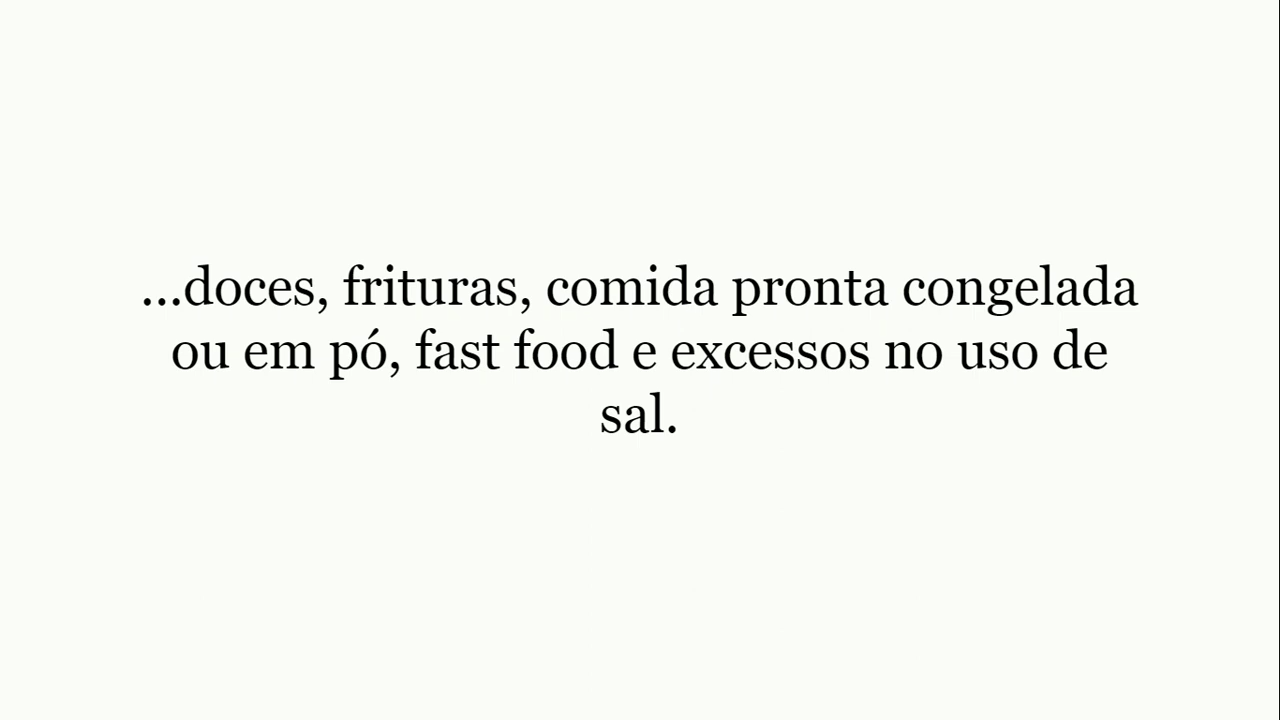 ...doces, frituras, comida pronta congelada
ou em pó, fast food e excessos no uso de
sal.